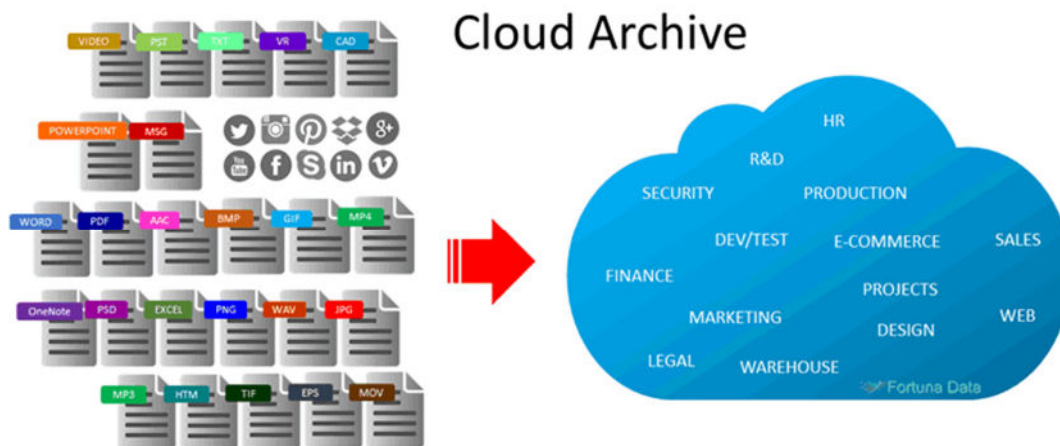 Cloud Archive
VIDEO PST TXT VR CAD
POWERPOINT MSG
You
Tube
WORD PDF AAC BMP GIF MP4
OneNote PSD EXCEL PNG WAV JPG
MP3 HTM TIF EPS MOV
HR
R&D
SECURITY PRODUCTION
DEV/TEST E-COMMERCE SALES
FINANCE
PROJECTS
MARKETING WEB
DESIGN
LEGAL WAREHOUSE
Fortuna Data